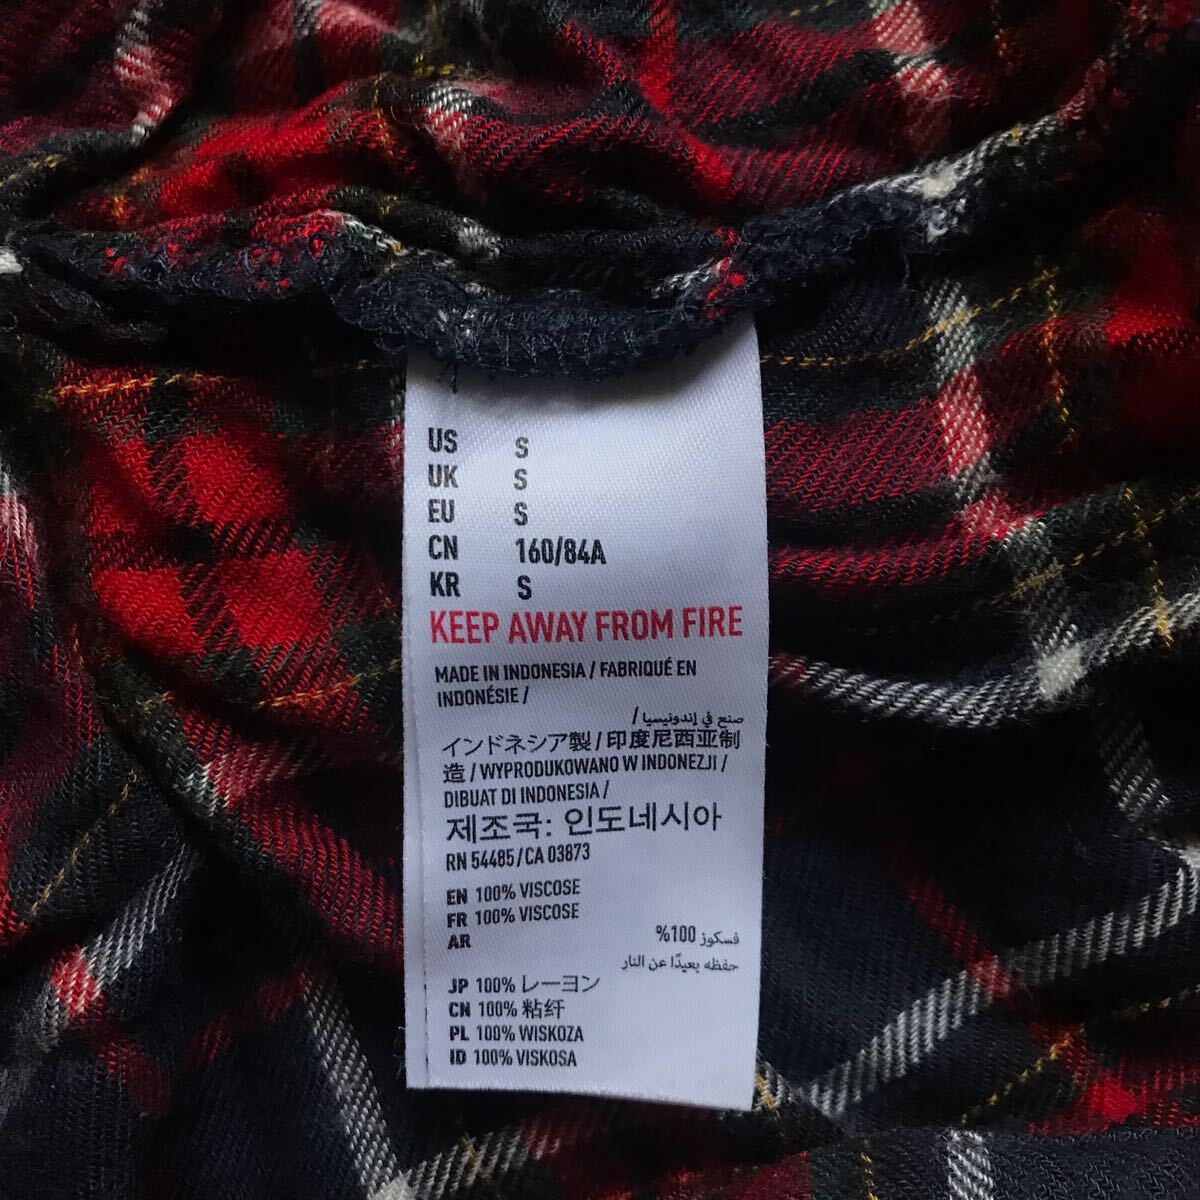 US S
UK S
EU S
CN 160/84A
KR S
KEEP AWAY FROM FIRE
MADE IN INDONESIA / FABRIQUÉ EN
INDONÉSIE /
صنع في إندونيسيا /
インドネシア製 / 印度尼西亚制
造 / WYPRODUKOWANO W INDONEZJI /
DIBUAT DI INDONESIA /
제조국: 인도네시아
RN 54485 / CA 03873
EN 100% VISCOSE
FR 100% VISCOSE
AR فسكوز 100%
حفظه بعيدًا عن النار
JP 100% レーヨン
CN 100% 粘纤
PL 100% WISKOZA
ID 100% VISKOSA